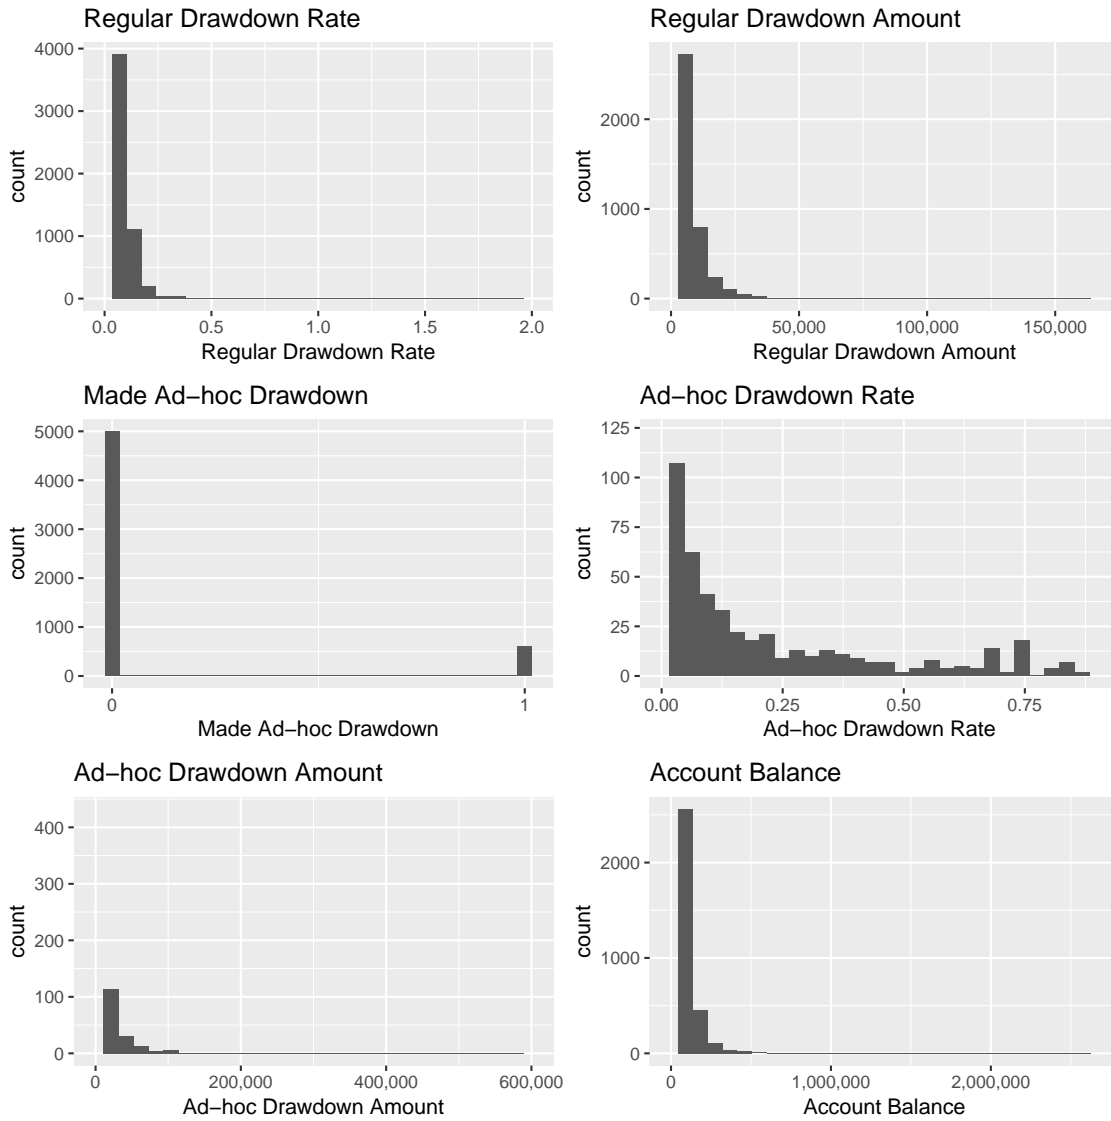 Regular Drawdown Rate
4000
3000
2000
1000
0
count
0.0 0.5 1.0 1.5 2.0
Regular Drawdown Rate
Regular Drawdown Amount
2000
1000
0
count
0 50,000 100,000 150,000
Regular Drawdown Amount
Made Ad−hoc Drawdown
5000
4000
3000
2000
1000
0
count
0 1
Made Ad−hoc Drawdown
Ad−hoc Drawdown Rate
125
100
75
50
25
0
count
0.00 0.25 0.50 0.75
Ad−hoc Drawdown Rate
Ad−hoc Drawdown Amount
400
300
200
100
0
count
0 200,000 400,000 600,000
Ad−hoc Drawdown Amount
Account Balance
2000
1000
0
count
0 1,000,000 2,000,000
Account Balance